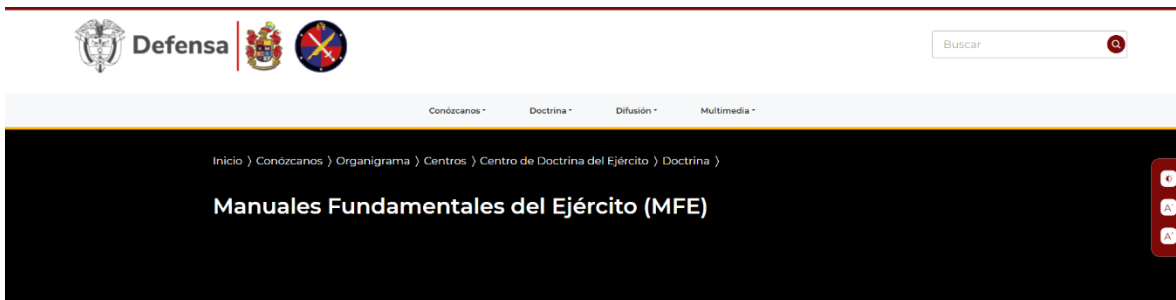 Defensa
Buscar
Conózcanos Doctrina Difusión Multimedia
Inicio 〉 Conózcanos 〉 Organigrama 〉 Centros 〉 Centro de Doctrina del Ejército 〉 Doctrina 〉
Manuales Fundamentales del Ejército (MFE)